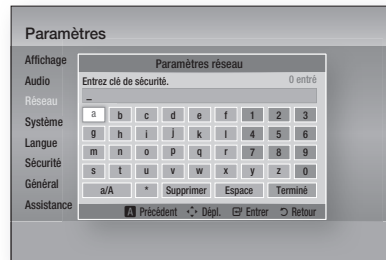 Paramètres
Affichage
Audio
Réseau
Système
Langue
Sècuritè
Général
Assistance
Paramètres réseau
Entrez clé de sécurité. 0 entré
_
a b c d e f 1 2 3
g h i j k l 4 5 6
m n o p q r 7 8 9
s t u v w x y z 0
a/A * Supprimer Espace Terminé
A Précédent Dépl. Entrer Retour